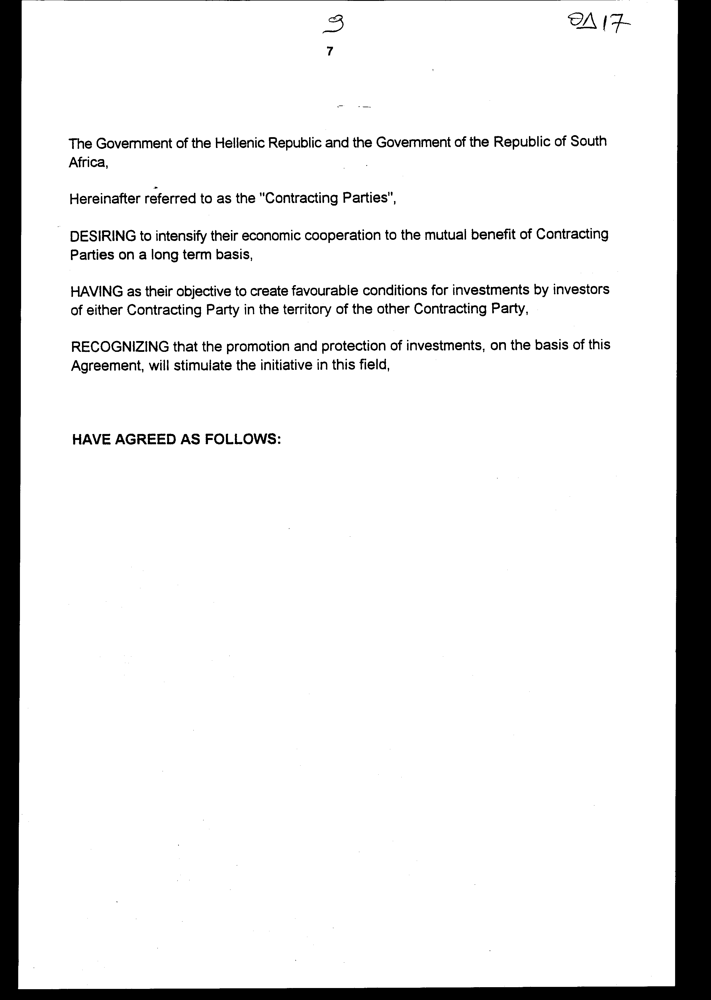 9
ΘΔ 17
7
The Government of the Hellenic Republic and the Government of the Republic of South
Africa,
Hereinafter referred to as the "Contracting Parties",
DESIRING to intensify their economic cooperation to the mutual benefit of Contracting
Parties on a long term basis,
HAVING as their objective to create favourable conditions for investments by investors
of either Contracting Party in the territory of the other Contracting Party,
RECOGNIZING that the promotion and protection of investments, on the basis of this
Agreement, will stimulate the initiative in this field,
HAVE AGREED AS FOLLOWS: